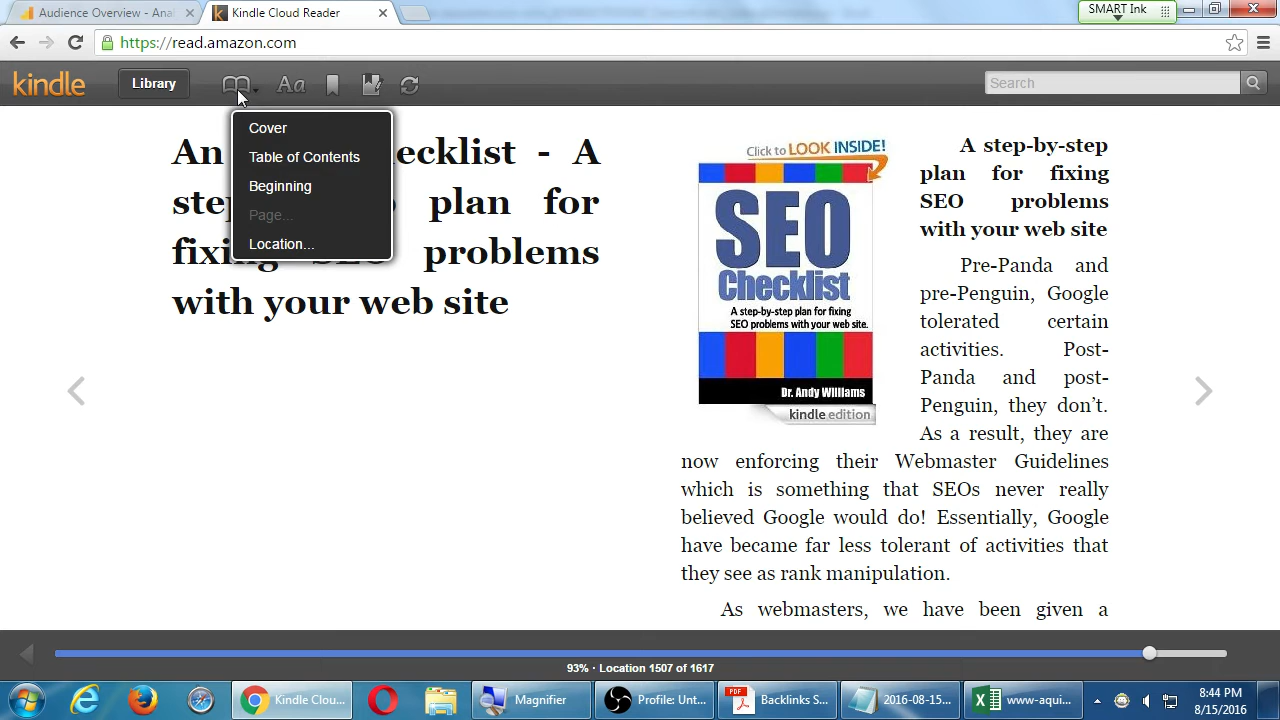 Audience Overview - Ana
Kindle Cloud Reader
SMART Ink
https://read.amazon.com
kindle
Library
Aa
Search
Cover
Table of Contents
Beginning
Page...
Location...
An ecklist - A
plan for
fixing SEO problems
with your web site
Click to LOOK INSIDE!
SEO
Checklist
A step-by-step plan for fixing
SEO problems with your web site.
Dr. Andy Williams
kindle edition
A step-by-step
plan for fixing
SEO problems
with your web site
Pre-Panda and
pre-Penguin, Google
tolerated certain
activities. Post-
Panda and post-
Penguin, they don't.
As a result, they are
now enforcing their Webmaster Guidelines
which is something that SEOs never really
believed Google would do! Essentially, Google
have became far less tolerant of activities that
they see as rank manipulation.
As webmasters, we have been given a
93% · Location 1507 of 1617
Kindle Clou...
Magnifier
Profile: Unt...
PDF
Backlinks S...
2016-08-15...
www-aqui...
8:44 PM
8/15/2016